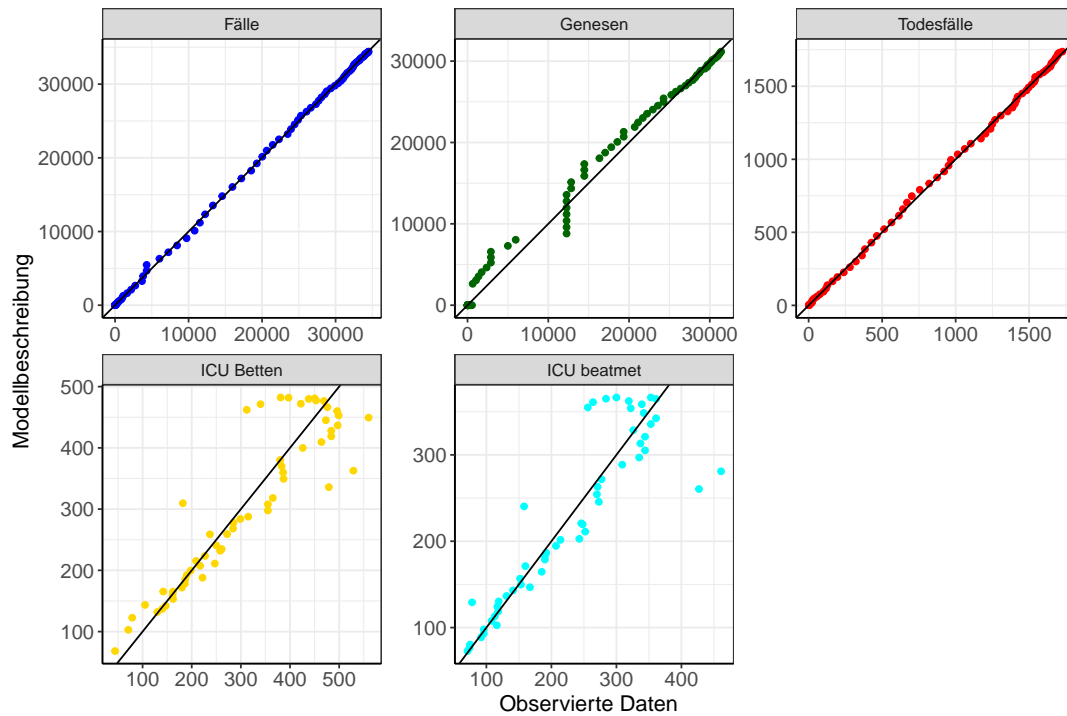 Fälle
Genesen
Todesfälle
30000
20000
10000
0
0 10000 20000 30000
30000
20000
10000
0
0 10000 20000 30000
1500
1000
500
0
0 500 1000 1500
Modellbeschreibung
ICU Betten
ICU beatmet
500
400
300
200
100
100 200 300 400 500
300
200
100
100 200 300 400
Observierte Daten